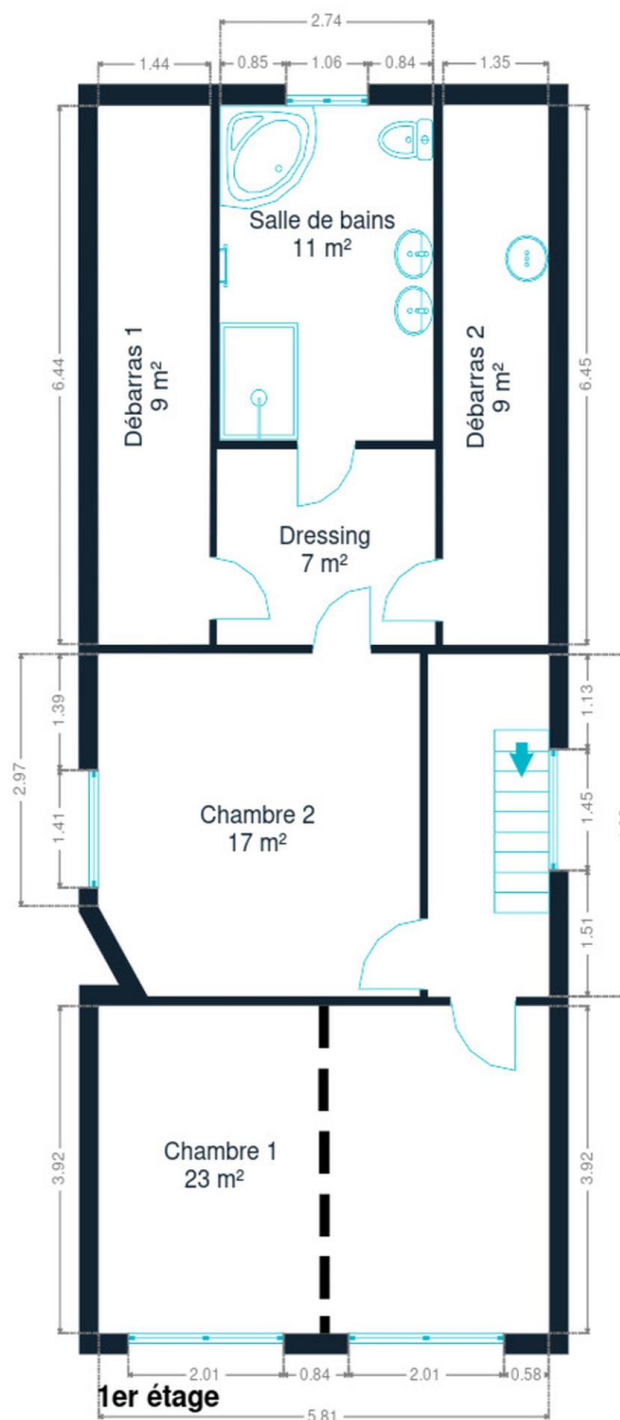 2.74
1.44
0.85
1.06
0.84
1.35
Salle de bains
11 m²
6.44
Débarras 1
9 m²
Débarras 2
9 m²
6.45
Dressing
7 m²
1.39
2.97
1.41
Chambre 2
17 m²
1.13
1.45
1.51
3.92
Chambre 1
23 m²
3.92
2.01
0.84
2.01
0.58
1er étage
5.81